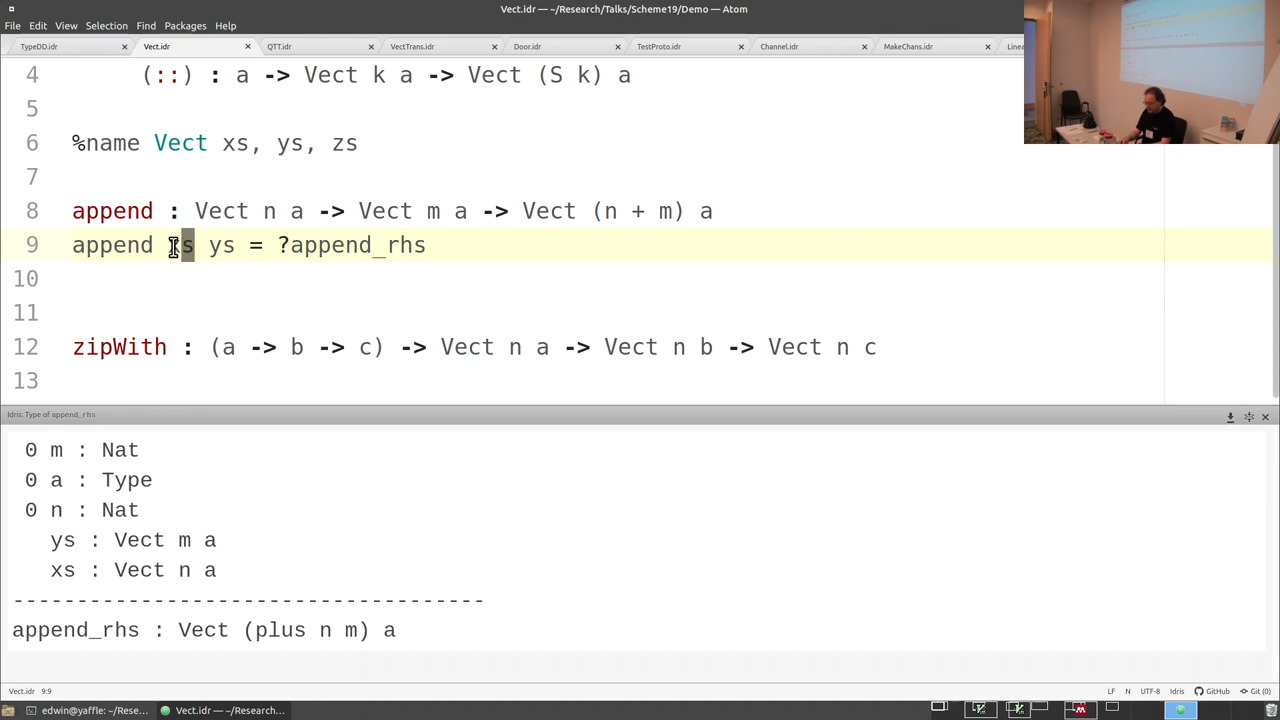 Vect.idr — ~/Research/Talks/Scheme19/Demo — Atom
File Edit View Selection Find Packages Help
TypeDD.idr × Vect.idr × QTT.idr × VectTrans.idr × Door.idr × TestProto.idr × Channel.idr × MakeChans.idr × Linea
4 (::) : a -> Vect k a -> Vect (S k) a
5
6 %name Vect xs, ys, zs
7
8 append : Vect n a -> Vect m a -> Vect (n + m) a
9 append xs ys = ?append_rhs
10
11
12 zipWith : (a -> b -> c) -> Vect n a -> Vect n b -> Vect n c
13
Idris: Type of append_rhs
0 m : Nat
0 a : Type
0 n : Nat
ys : Vect m a
xs : Vect n a
-------------------------------------
append_rhs : Vect (plus n m) a
Vect.idr 9:9 LF N UTF-8 Idris GitHub Git (0)
edwin@yaffle: ~/Rese... Vect.idr — ~/Research...